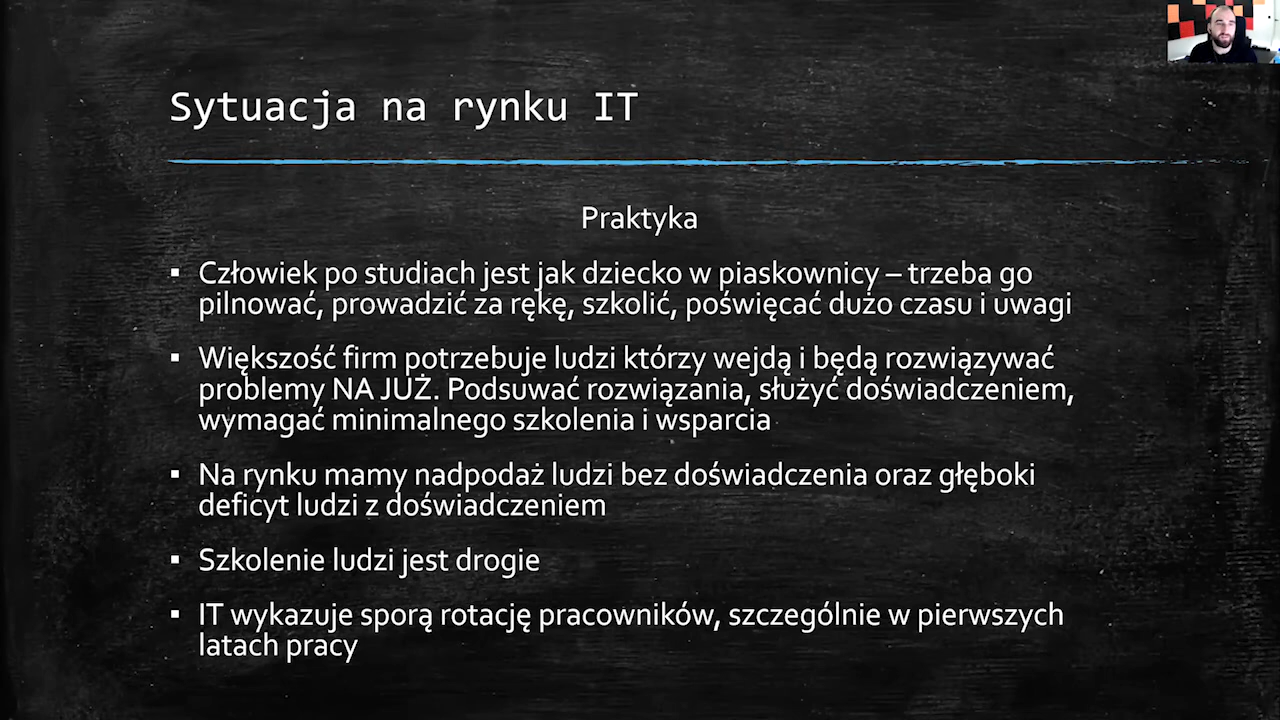 Sytuacja na rynku IT
Praktyka
▪ Człowiek po studiach jest jak dziecko w piaskownicy – trzeba go
pilnować, prowadzić za rękę, szkolić, poświęcać dużo czasu i uwagi
▪ Większość firm potrzebuje ludzi którzy wejdą i będą rozwiązywać
problemy NA JUŻ. Podsuwać rozwiązania, służyć doświadczeniem,
wymagać minimalnego szkolenia i wsparcia
▪ Na rynku mamy nadpodaż ludzi bez doświadczenia oraz głęboki
deficyt ludzi z doświadczeniem
▪ Szkolenie ludzi jest drogie
▪ IT wykazuje sporą rotację pracowników, szczególnie w pierwszych
latach pracy